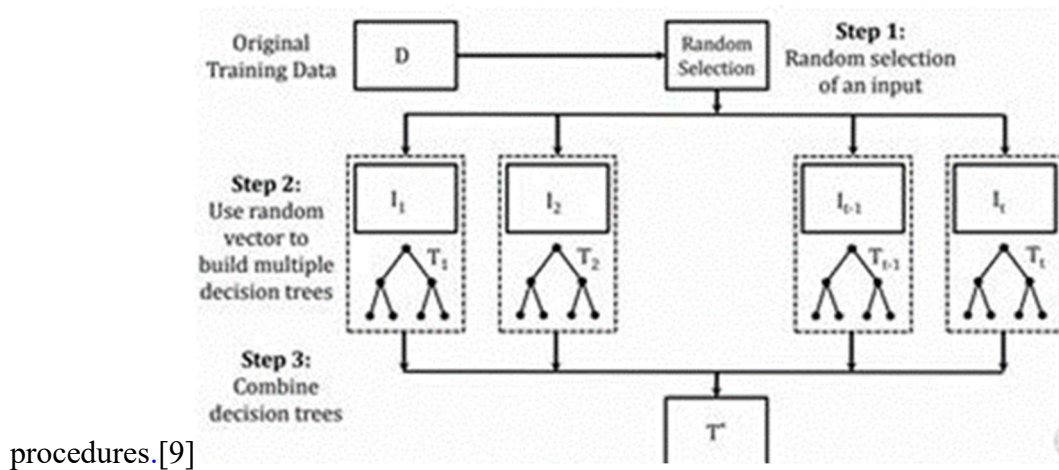 Original
Training Data
D
Random
Selection
Step 1:
Random selection
of an input
Step 2:
Use random
vector to
build multiple
decision trees
I₁
I₂
Iₜ₋₁
Iₜ
T₁
T₂
Tₜ₋₁
Tₜ
Step 3:
Combine
decision trees
T*
procedures.[9]